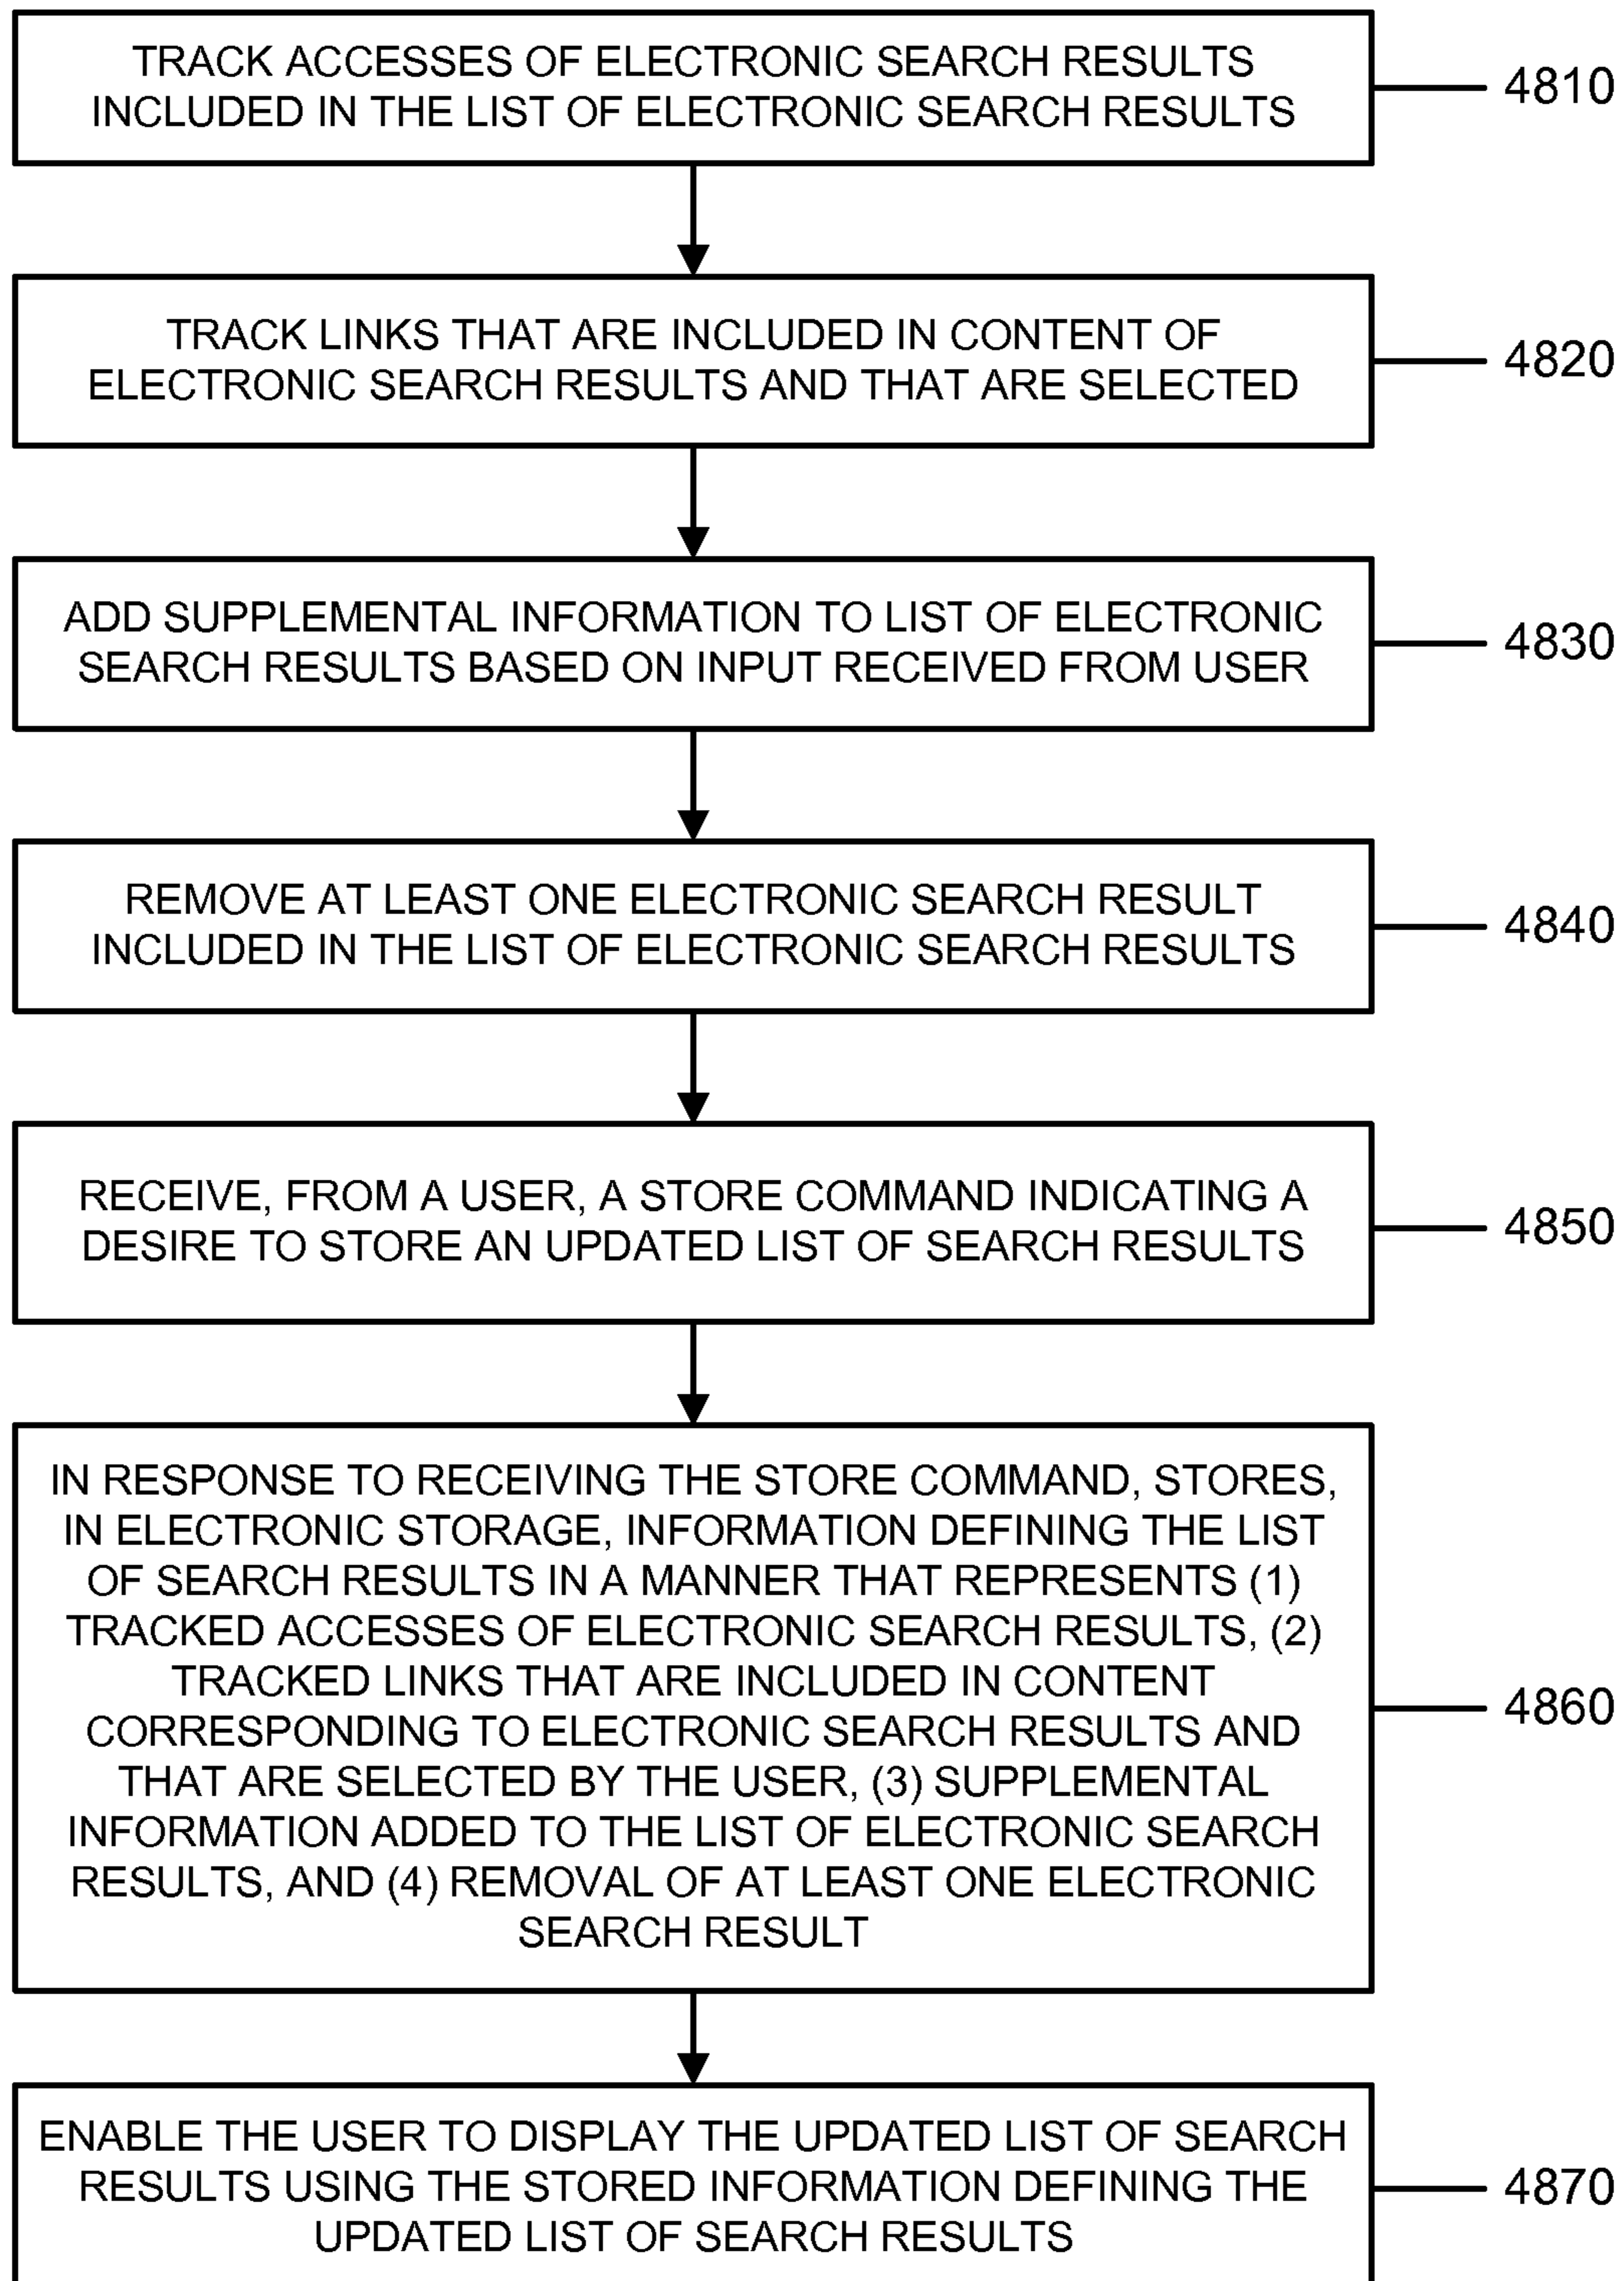 TRACK ACCESSES OF ELECTRONIC SEARCH RESULTS
INCLUDED IN THE LIST OF ELECTRONIC SEARCH RESULTS
4810
TRACK LINKS THAT ARE INCLUDED IN CONTENT OF
ELECTRONIC SEARCH RESULTS AND THAT ARE SELECTED
4820
ADD SUPPLEMENTAL INFORMATION TO LIST OF ELECTRONIC
SEARCH RESULTS BASED ON INPUT RECEIVED FROM USER
4830
REMOVE AT LEAST ONE ELECTRONIC SEARCH RESULT
INCLUDED IN THE LIST OF ELECTRONIC SEARCH RESULTS
4840
RECEIVE, FROM A USER, A STORE COMMAND INDICATING A
DESIRE TO STORE AN UPDATED LIST OF SEARCH RESULTS
4850
IN RESPONSE TO RECEIVING THE STORE COMMAND, STORES,
IN ELECTRONIC STORAGE, INFORMATION DEFINING THE LIST
OF SEARCH RESULTS IN A MANNER THAT REPRESENTS (1)
TRACKED ACCESSES OF ELECTRONIC SEARCH RESULTS, (2)
TRACKED LINKS THAT ARE INCLUDED IN CONTENT
CORRESPONDING TO ELECTRONIC SEARCH RESULTS AND
THAT ARE SELECTED BY THE USER, (3) SUPPLEMENTAL
INFORMATION ADDED TO THE LIST OF ELECTRONIC SEARCH
RESULTS, AND (4) REMOVAL OF AT LEAST ONE ELECTRONIC
SEARCH RESULT
4860
ENABLE THE USER TO DISPLAY THE UPDATED LIST OF SEARCH
RESULTS USING THE STORED INFORMATION DEFINING THE
UPDATED LIST OF SEARCH RESULTS
4870